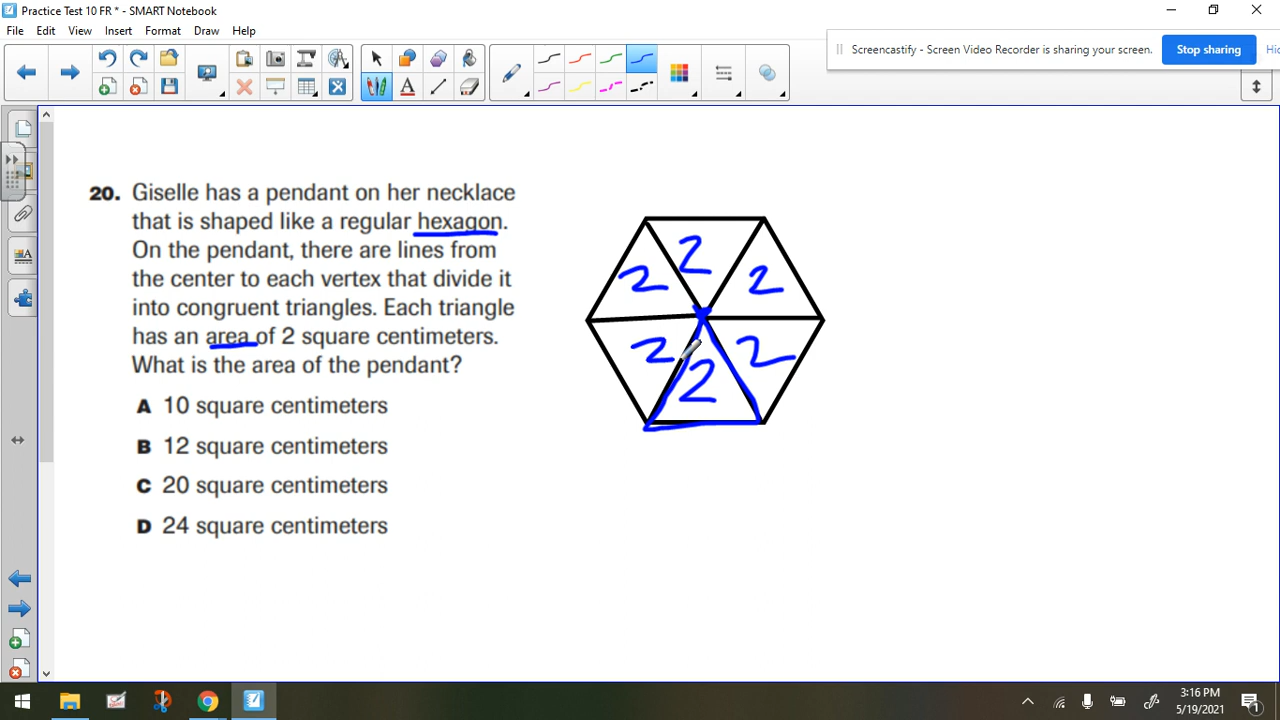 Practice Test 10 FR * - SMART Notebook
File Edit View Insert Format Draw Help
Screencastify - Screen Video Recorder is sharing your screen.
Stop sharing
Hid
20. Giselle has a pendant on her necklace
that is shaped like a regular hexagon.
On the pendant, there are lines from
the center to each vertex that divide it
into congruent triangles. Each triangle
has an area of 2 square centimeters.
What is the area of the pendant?
A 10 square centimeters
B 12 square centimeters
C 20 square centimeters
D 24 square centimeters
2
2 2
2 2
2
3:16 PM
5/19/2021
1